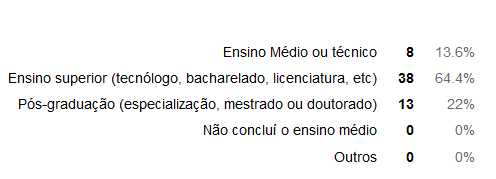 Ensino Médio ou técnico 8 13.6%
Ensino superior (tecnólogo, bacharelado, licenciatura, etc) 38 64.4%
Pós-graduação (especialização, mestrado ou doutorado) 13 22%
Não concluí o ensino médio 0 0%
Outros 0 0%